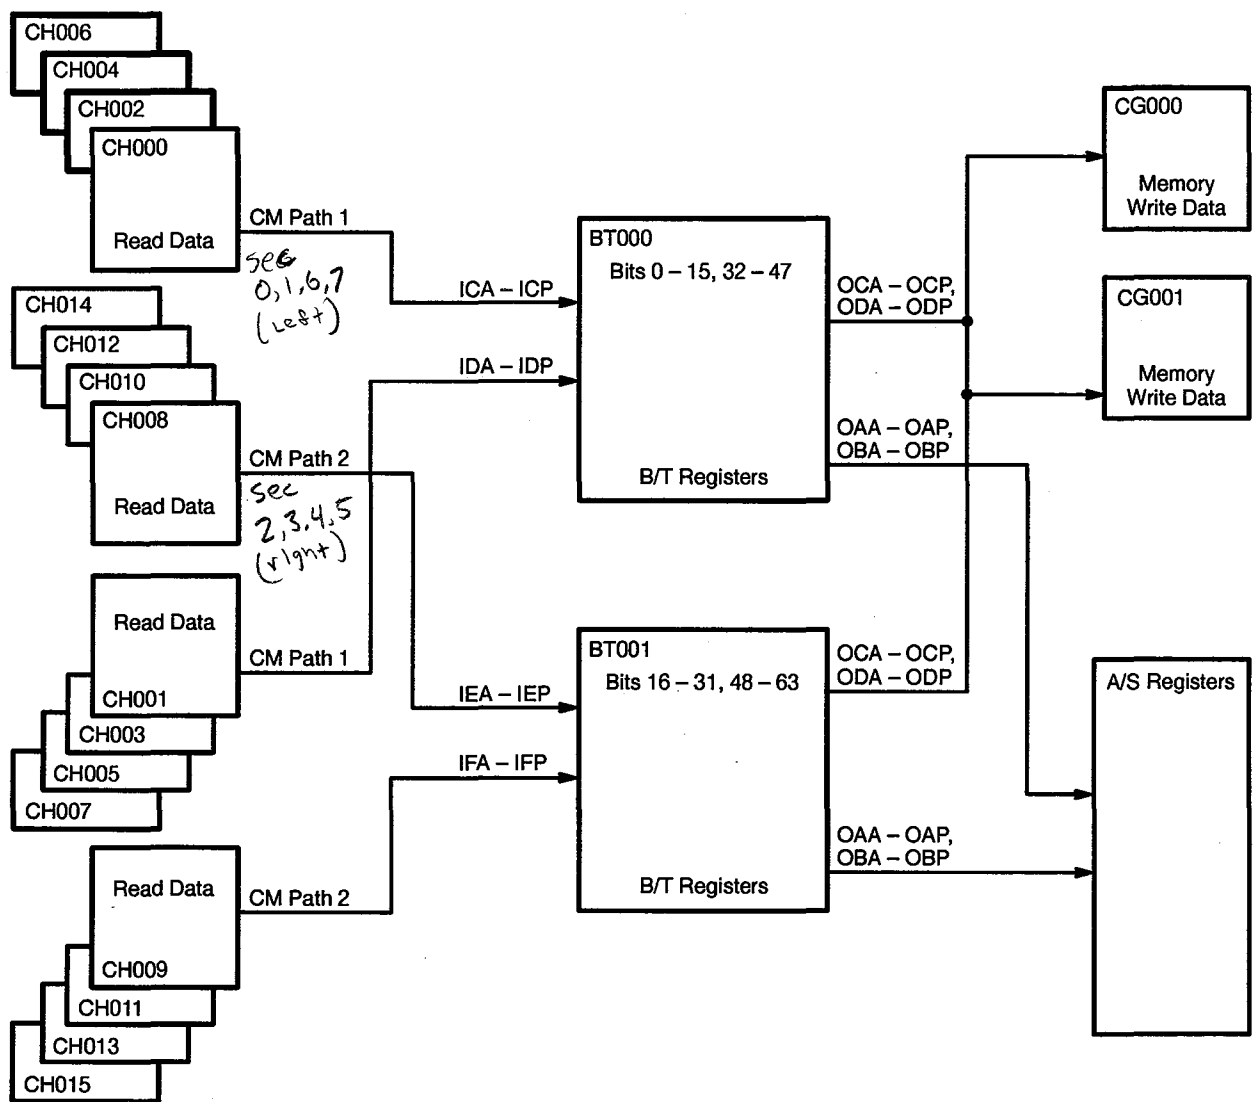 CH006
CH004
CH002
CH000
Read Data
CM Path 1
sec
0, 1, 6, 7
(Left)
CH014
CH012
CH010
CH008
Read Data
CM Path 2
sec
2, 3, 4, 5
(right)
Read Data
CH001
CM Path 1
CH003
CH005
CH007
Read Data
CH009
CM Path 2
CH011
CH013
CH015
ICA – ICP
IDA – IDP
BT000
Bits 0 – 15, 32 – 47
B/T Registers
IEA – IEP
IFA – IFP
BT001
Bits 16 – 31, 48 – 63
B/T Registers
OCA – OCP,
ODA – ODP
OAA – OAP,
OBA – OBP
OCA – OCP,
ODA – ODP
OAA – OAP,
OBA – OBP
CG000
Memory
Write Data
CG001
Memory
Write Data
A/S Registers